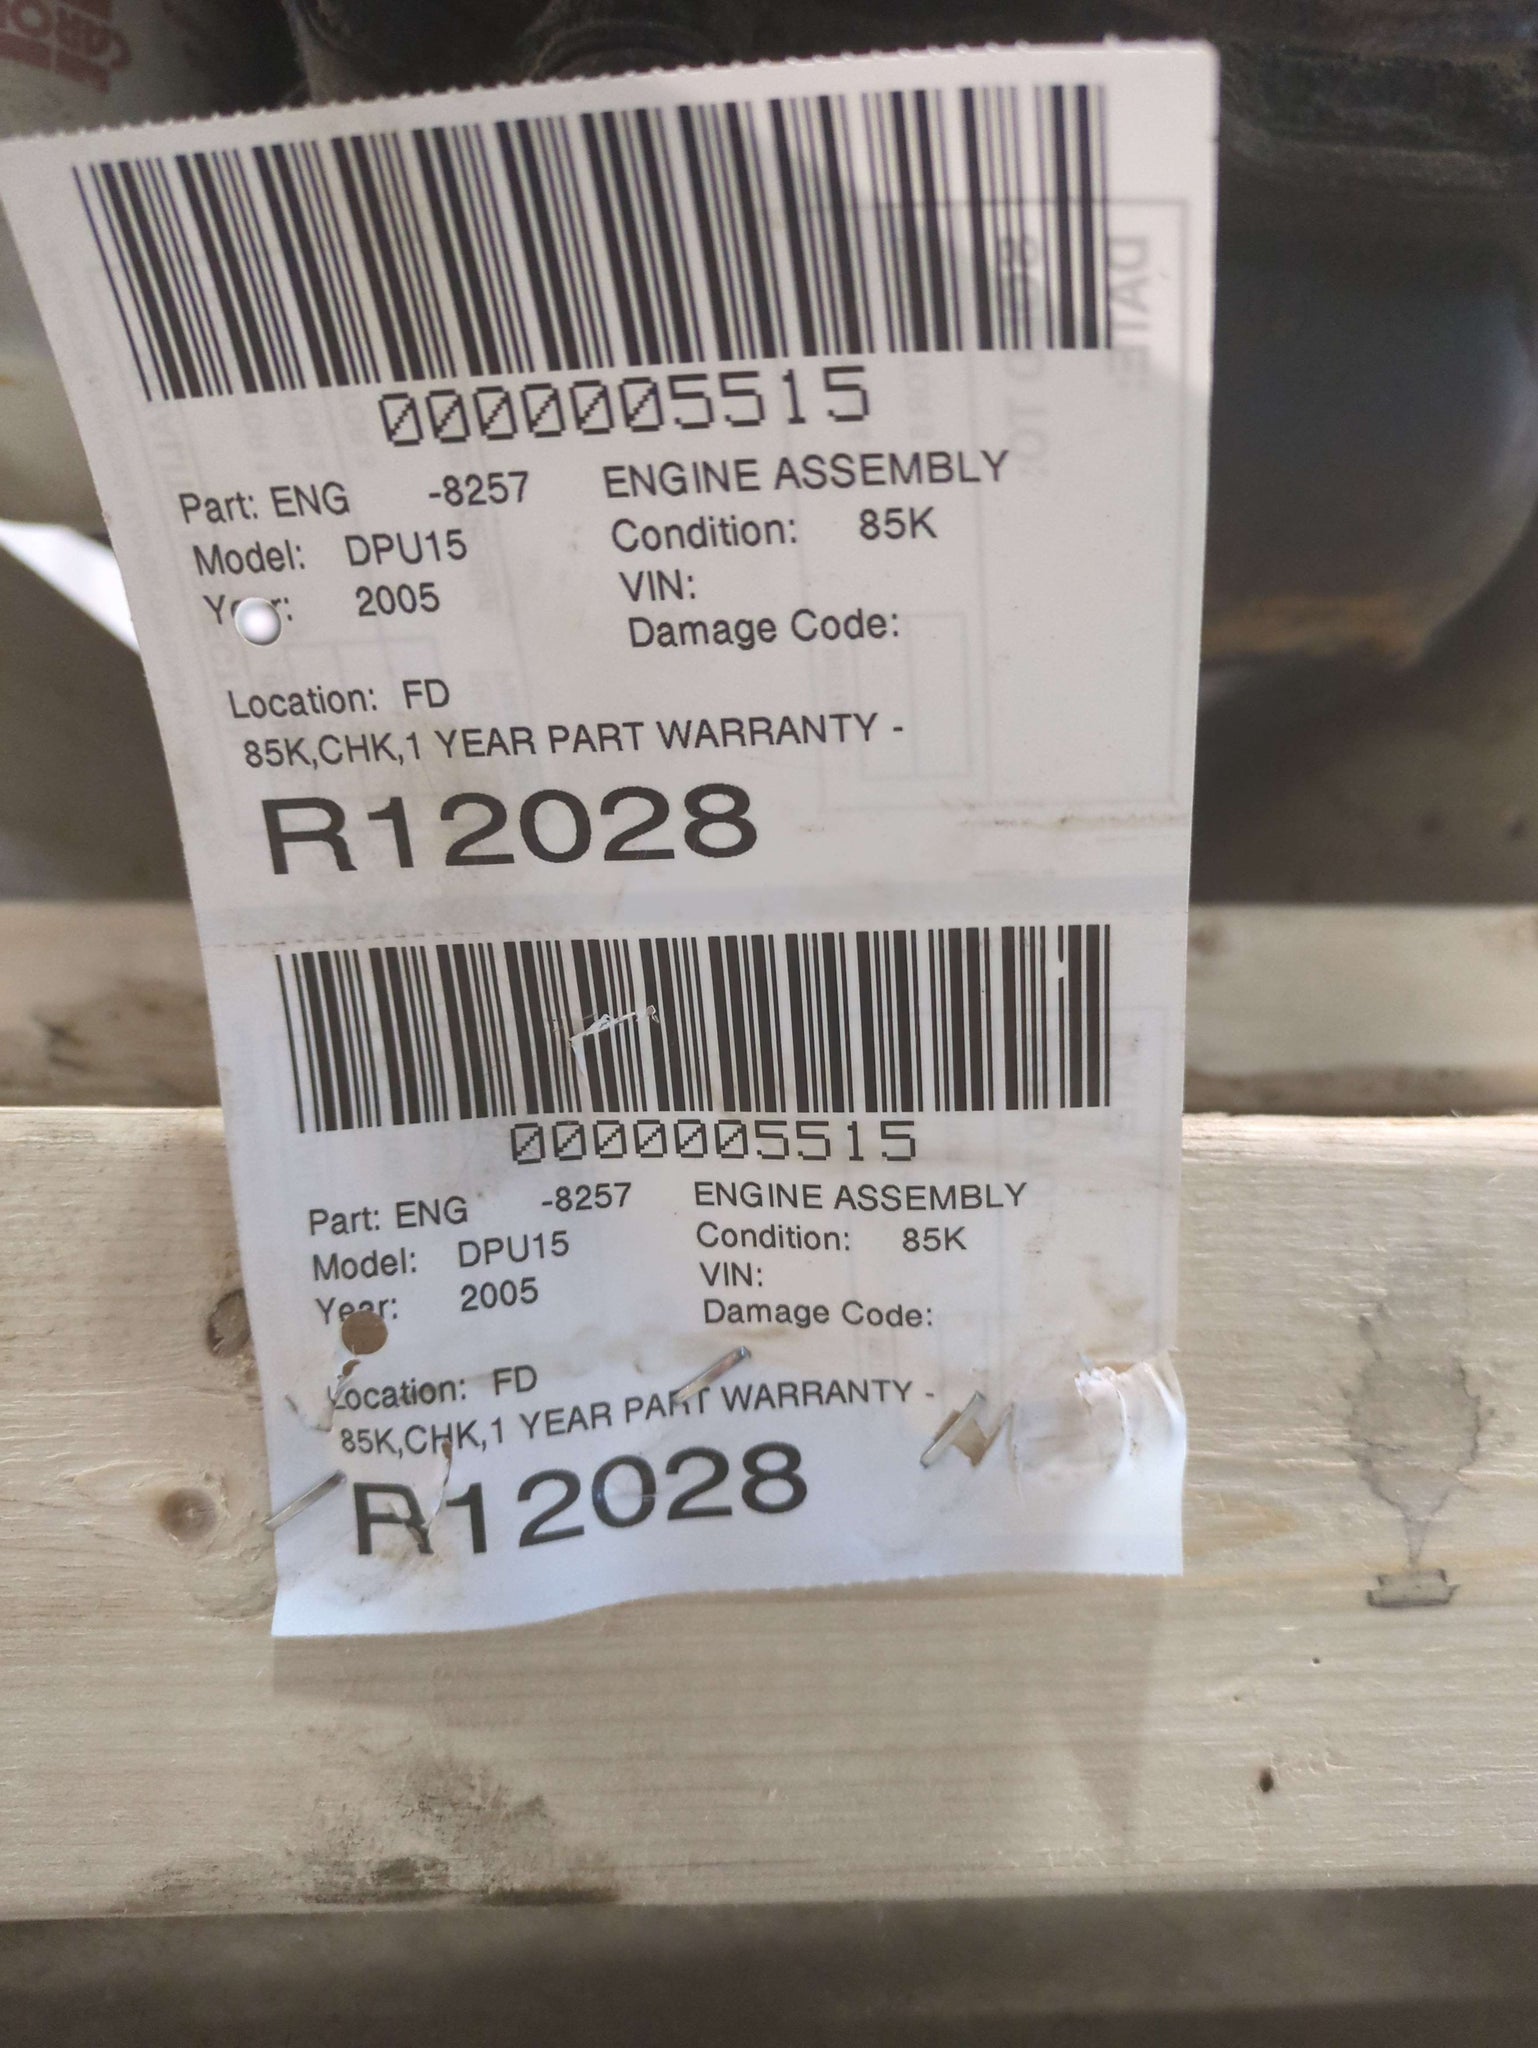 0000005515
Part: ENG -8257 ENGINE ASSEMBLY
Model: DPU15 Condition: 85K
Year: 2005 VIN:
Damage Code:
Location: FD
85K,CHK,1 YEAR PART WARRANTY -
R12028
0000005515
Part: ENG -8257 ENGINE ASSEMBLY
Model: DPU15 Condition: 85K
Year: 2005 VIN:
Damage Code:
Location: FD
85K,CHK,1 YEAR PART WARRANTY -
R12028